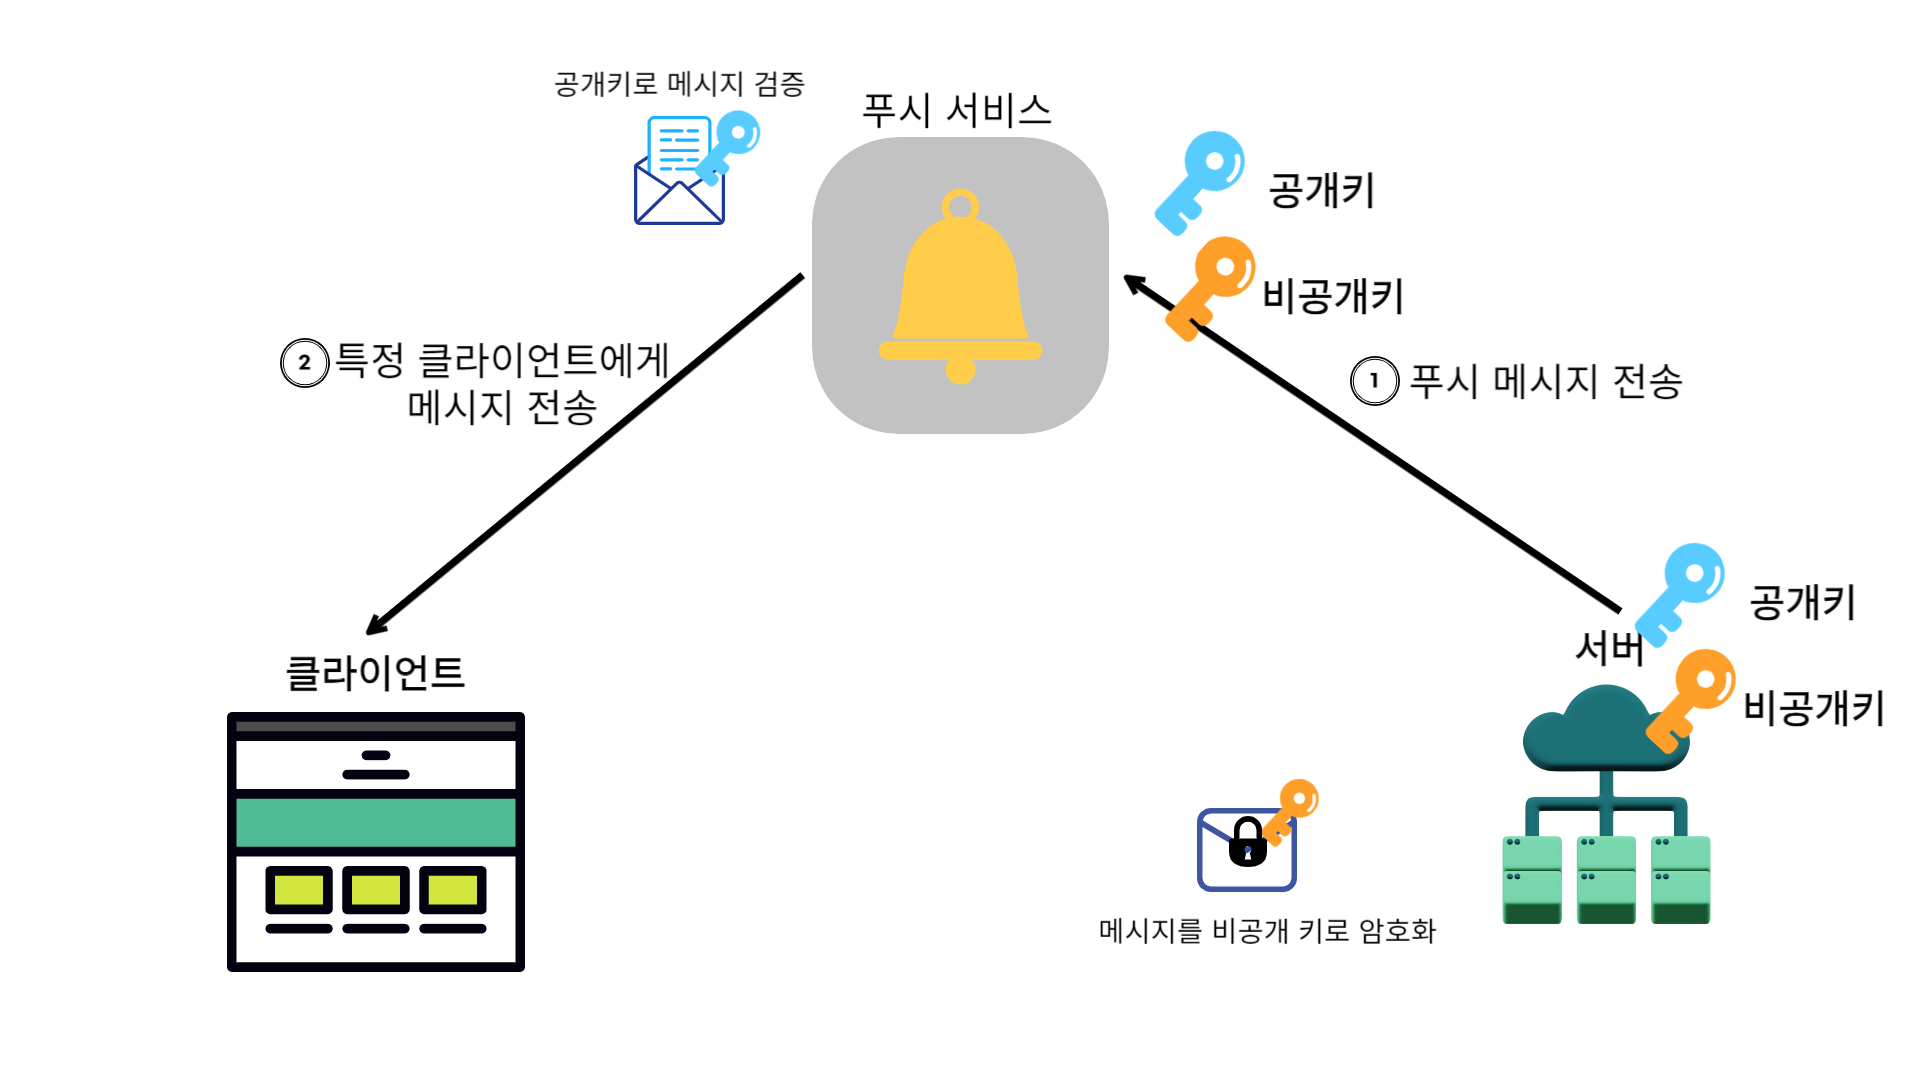 공개키로 메시지 검증
푸시 서비스
공개키
비공개키
2 특정 클라이언트에게
메시지 전송
1 푸시 메시지 전송
공개키
서버
클라이언트
비공개키
메시지를 비공개 키로 암호화